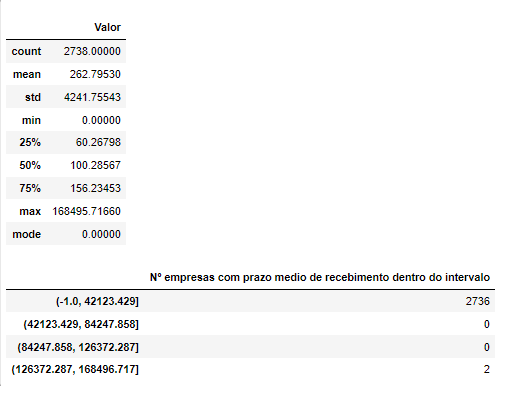 Valor
count 2738.00000
mean 262.79530
std 4241.75543
min 0.00000
25% 60.26798
50% 100.28567
75% 156.23453
max 168495.71660
mode 0.00000
Nº empresas com prazo medio de recebimento dentro do intervalo
(-1.0, 42123.429] 2736
(42123.429, 84247.858] 0
(84247.858, 126372.287] 0
(126372.287, 168496.717] 2